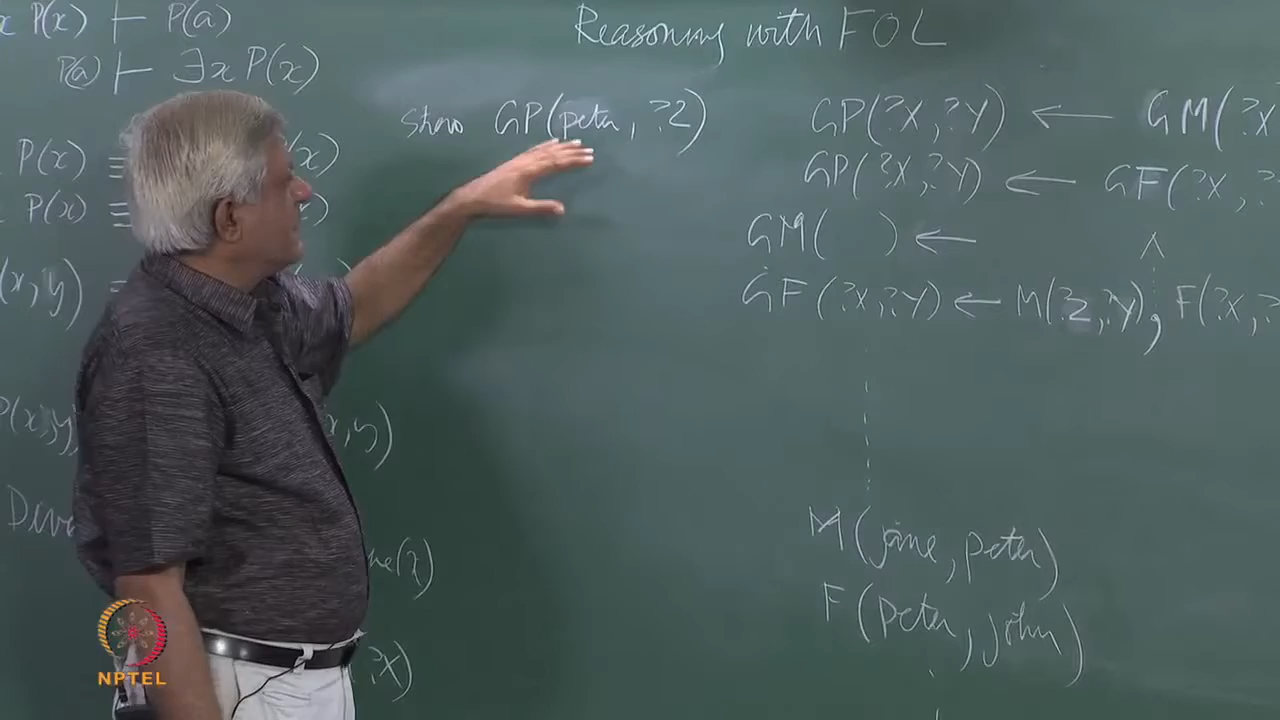 x P(x) ⊢ P(a)
P(a) ⊢ ∃x P(x)
P(x) ≡ (x)
P(x) ≡ )
(x, y) =
P(x, y)
x, y)
(x)
, ?X)
Reasoning with FOL
Show GP(peter, ?Z)
GP(?X, ?Y) ← GM(?X
GP(?X, ?Y) ← GF(?X, ?
GM( ) ←
∧
GF(?X, ?Y) ← M(?Z, ?Y), F(?X, ?
M(jane, peter)
F(peter, john)
NPTEL